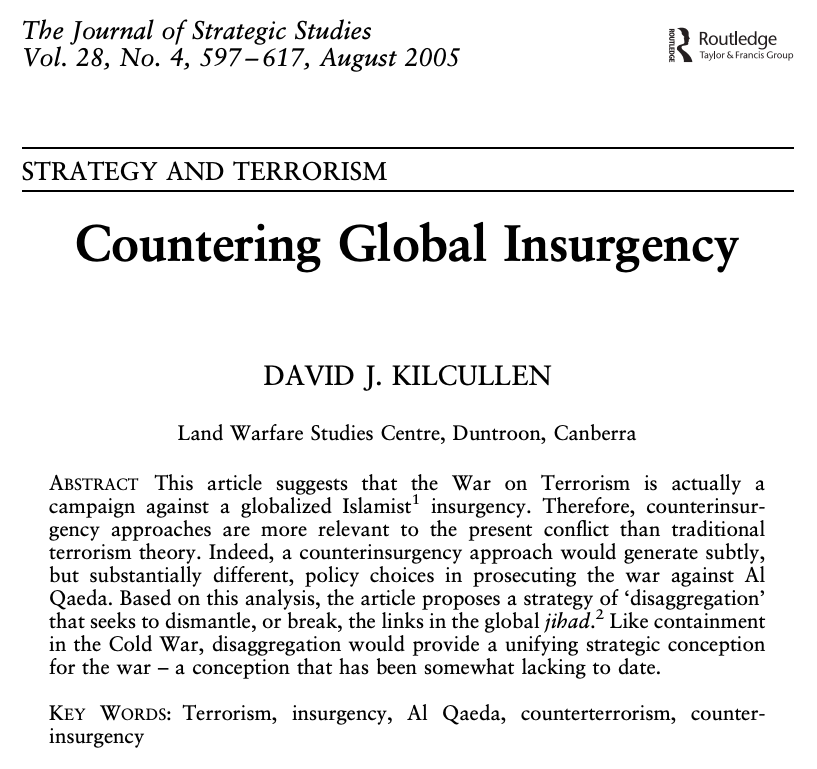 The Journal of Strategic Studies
Vol. 28, No. 4, 597–617, August 2005
ROUTLEDGE
Routledge
Taylor & Francis Group
STRATEGY AND TERRORISM
Countering Global Insurgency
DAVID J. KILCULLEN
Land Warfare Studies Centre, Duntroon, Canberra
ABSTRACT This article suggests that the War on Terrorism is actually a
campaign against a globalized Islamist1 insurgency. Therefore, counterinsur-
gency approaches are more relevant to the present conflict than traditional
terrorism theory. Indeed, a counterinsurgency approach would generate subtly,
but substantially different, policy choices in prosecuting the war against Al
Qaeda. Based on this analysis, the article proposes a strategy of ‘disaggregation’
that seeks to dismantle, or break, the links in the global jihad.2 Like containment
in the Cold War, disaggregation would provide a unifying strategic conception
for the war – a conception that has been somewhat lacking to date.
KEY WORDS: Terrorism, insurgency, Al Qaeda, counterterrorism, counter-
insurgency